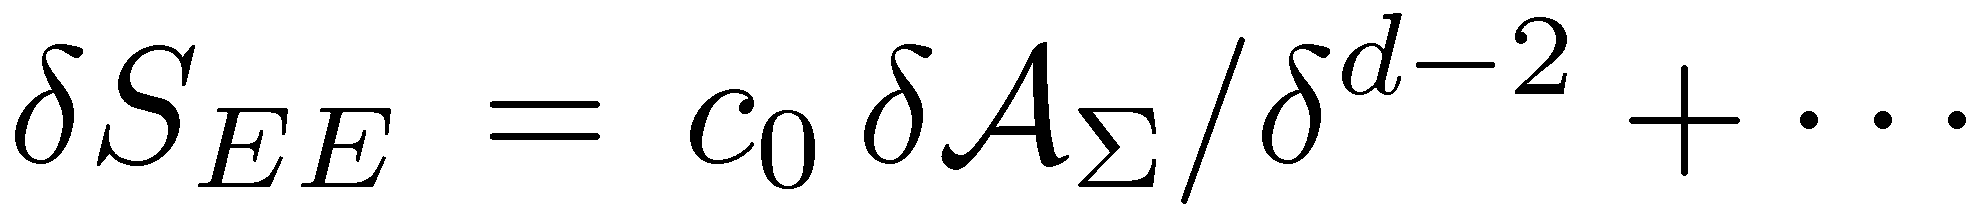 δS_{EE} = c_0 δ𝒜_Σ/δ^{d−2} + ⋯